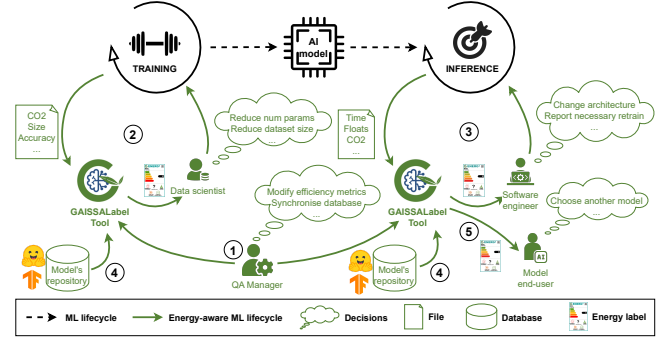 TRAINING
AI
model
INFERENCE
CO2
Size
Accuracy
...
2
Reduce num params
Reduce dataset size
...
Data scientist
GAISSALabel
Tool
Time
Floats
CO2
...
3
Change architecture
Report necessary retrain
...
Software
engineer
GAISSALabel
Tool
Modify efficiency metrics
Synchronise database
...
Choose another model
...
5
1
Model's
repository
4
QA Manager
Model's
repository
4
AI
Model
end-user
ML lifecycle
Energy-aware ML lifecycle
Decisions
File
Database
Energy label